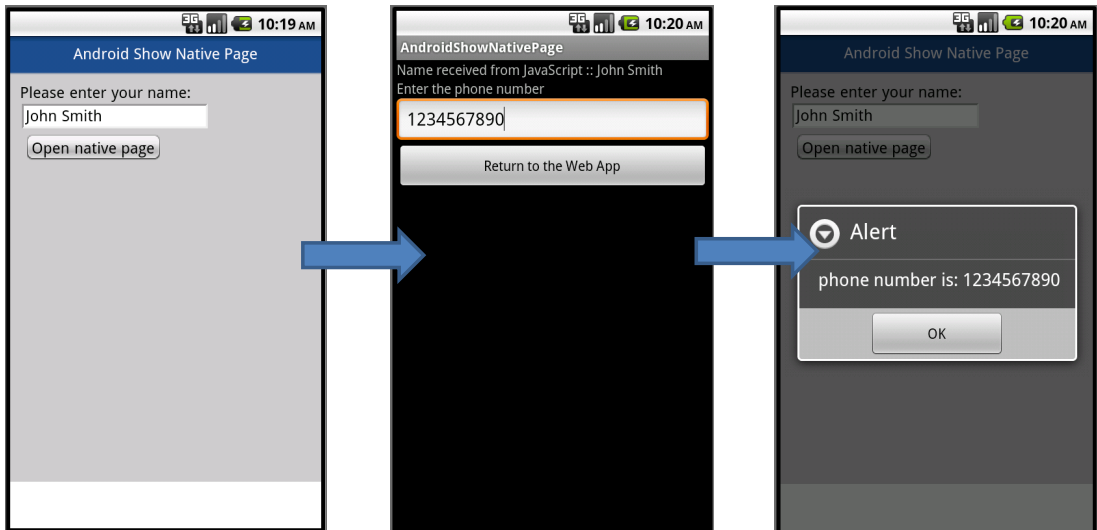 3G 10:19 AM
Android Show Native Page
Please enter your name:
John Smith
Open native page
3G 10:20 AM
AndroidShowNativePage
Name received from JavaScript :: John Smith
Enter the phone number
1234567890
Return to the Web App
3G 10:20 AM
Android Show Native Page
Please enter your name:
John Smith
Open native page
Alert
phone number is: 1234567890
OK